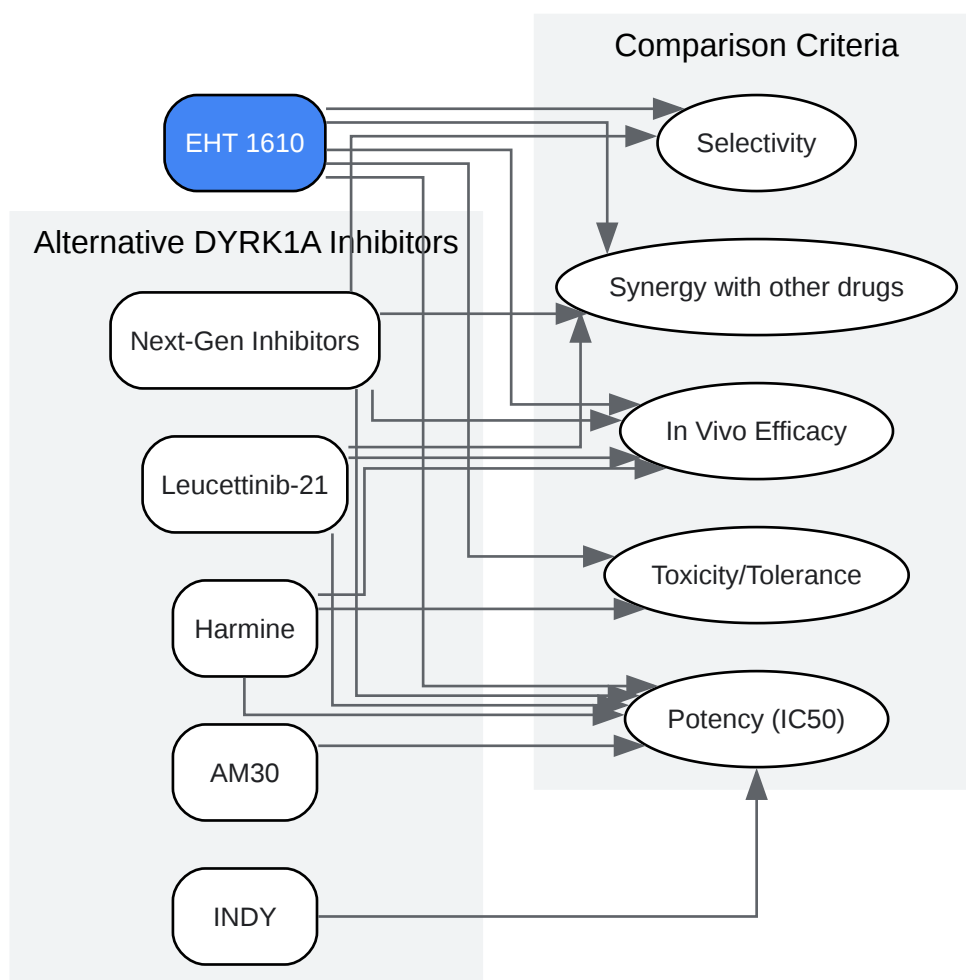 Comparison Criteria
EHT 1610
Selectivity
Alternative DYRK1A Inhibitors
Synergy with other drugs
Next-Gen Inhibitors
In Vivo Efficacy
Leucettinib-21
Toxicity/Tolerance
Harmine
Potency (IC50)
AM30
INDY